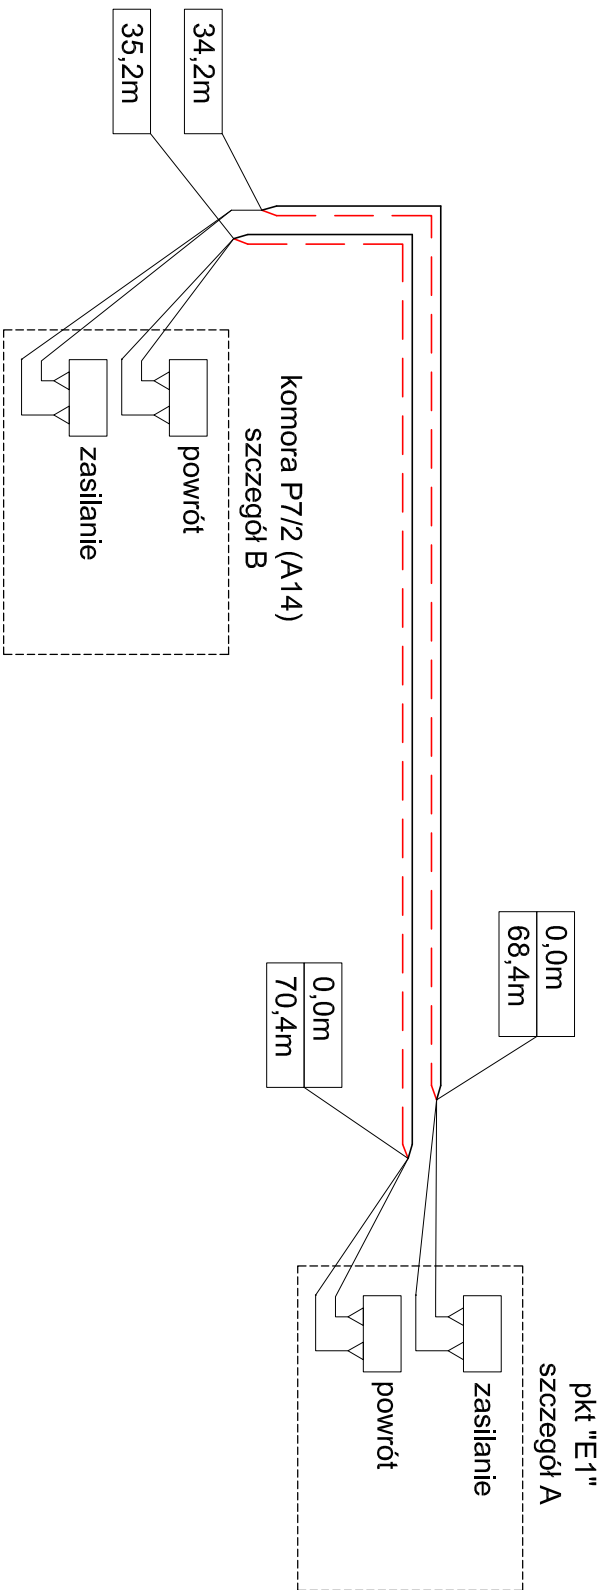 pkt "E1"
szczegół A
zasilanie
powrót
0,0m
68,4m
0,0m
70,4m
komora P7/2 (A14)
szczegół B
powrót
zasilanie
34,2m
35,2m